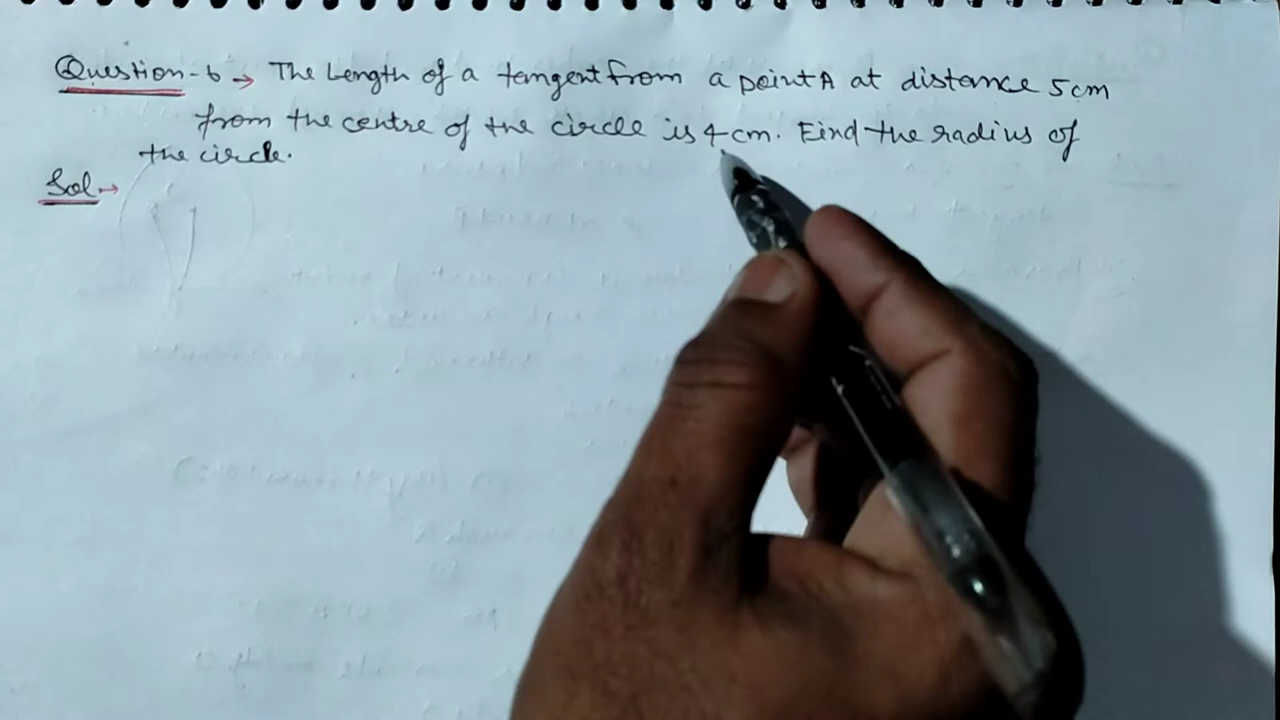 Question-6 → The Length of a tangent from a point A at distance 5cm
from the centre of the circle is 4cm. Find the radius of
the circle.
Sol→